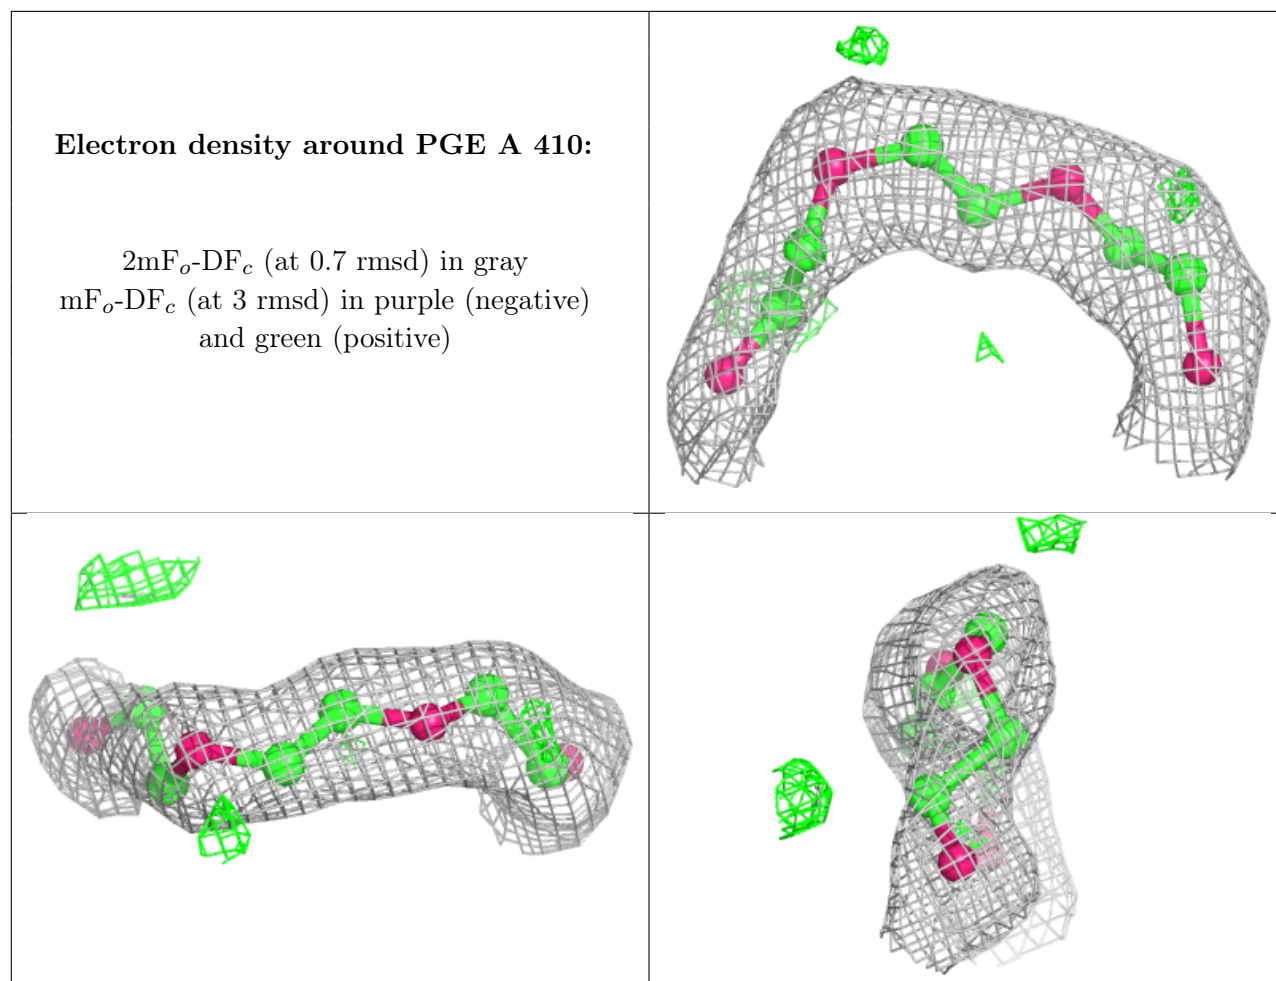 Electron density around PGE A 410:
2mFₒ-DF𝒸 (at 0.7 rmsd) in gray
mFₒ-DF𝒸 (at 3 rmsd) in purple (negative)
and green (positive)